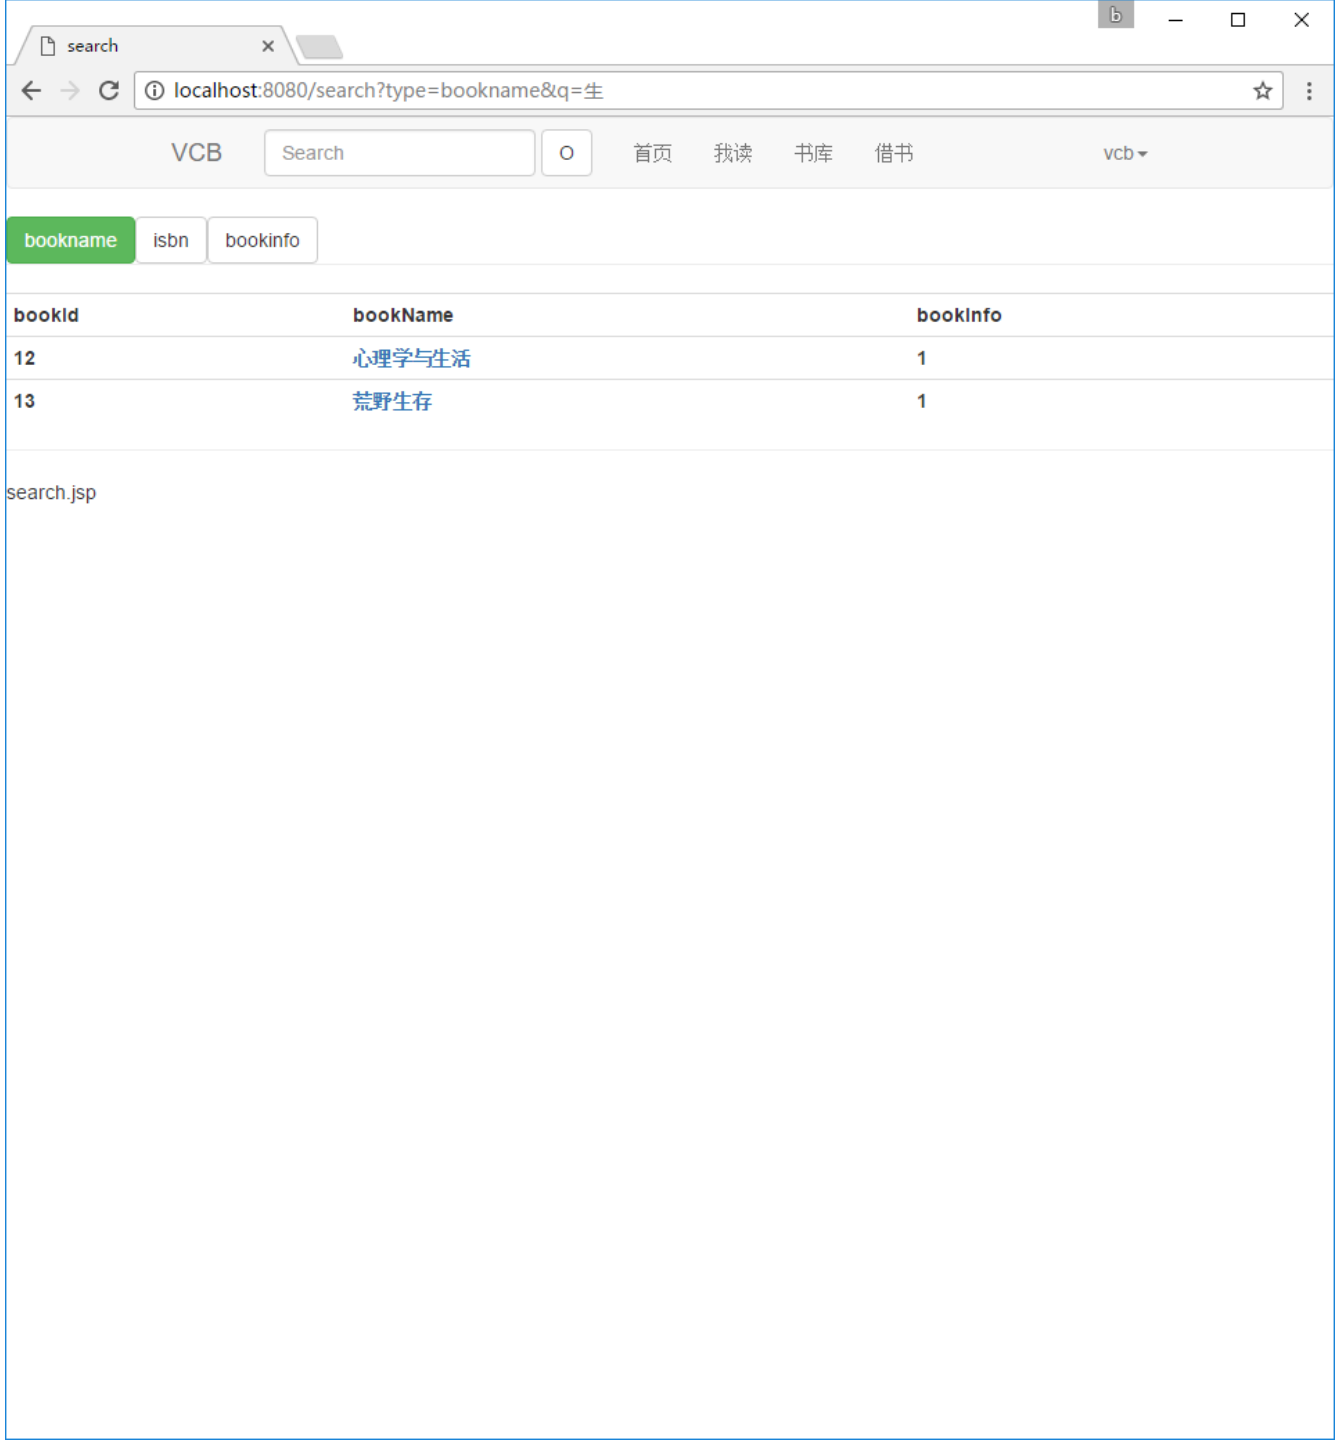 b
search
localhost:8080/search?type=bookname&q=生
VCB Search O 首页 我读 书库 借书 vcb
bookname isbn bookinfo
bookId bookName bookInfo
12 心理学与生活 1
13 荒野生存 1
search.jsp